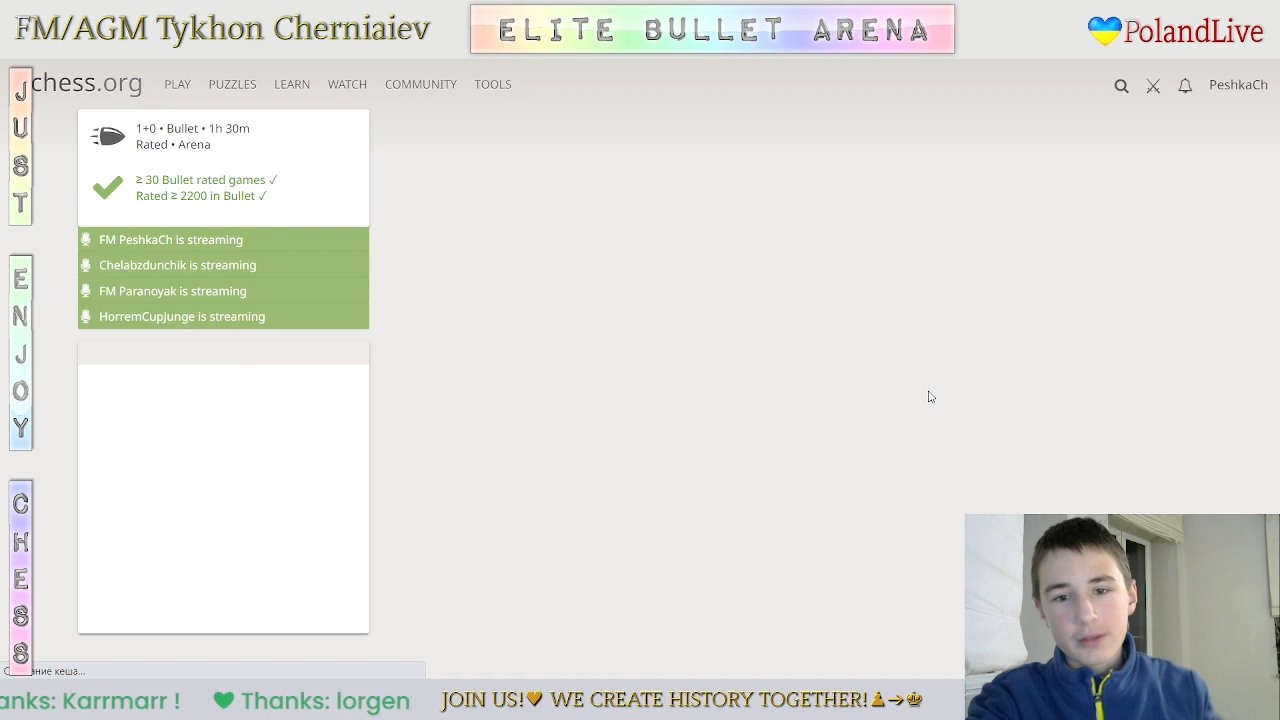 FM/AGM Tykhon Cherniaiev
ELITE BULLET ARENA
PolandLive
chess.org
PLAY
PUZZLES
LEARN
WATCH
COMMUNITY
TOOLS
PeshkaCh
JUST
ENJOY
CHESS
1+0 • Bullet • 1h 30m
Rated • Arena
≥ 30 Bullet rated games ✓
Rated ≥ 2200 in Bullet ✓
FM PeshkaCh is streaming
Chelabzdunchik is streaming
FM Paranoyak is streaming
HorremCupJunge is streaming
кеша...
anks: Karrmarr !
Thanks: lorgen
JOIN US!🧡 WE CREATE HISTORY TOGETHER!♟➔♚